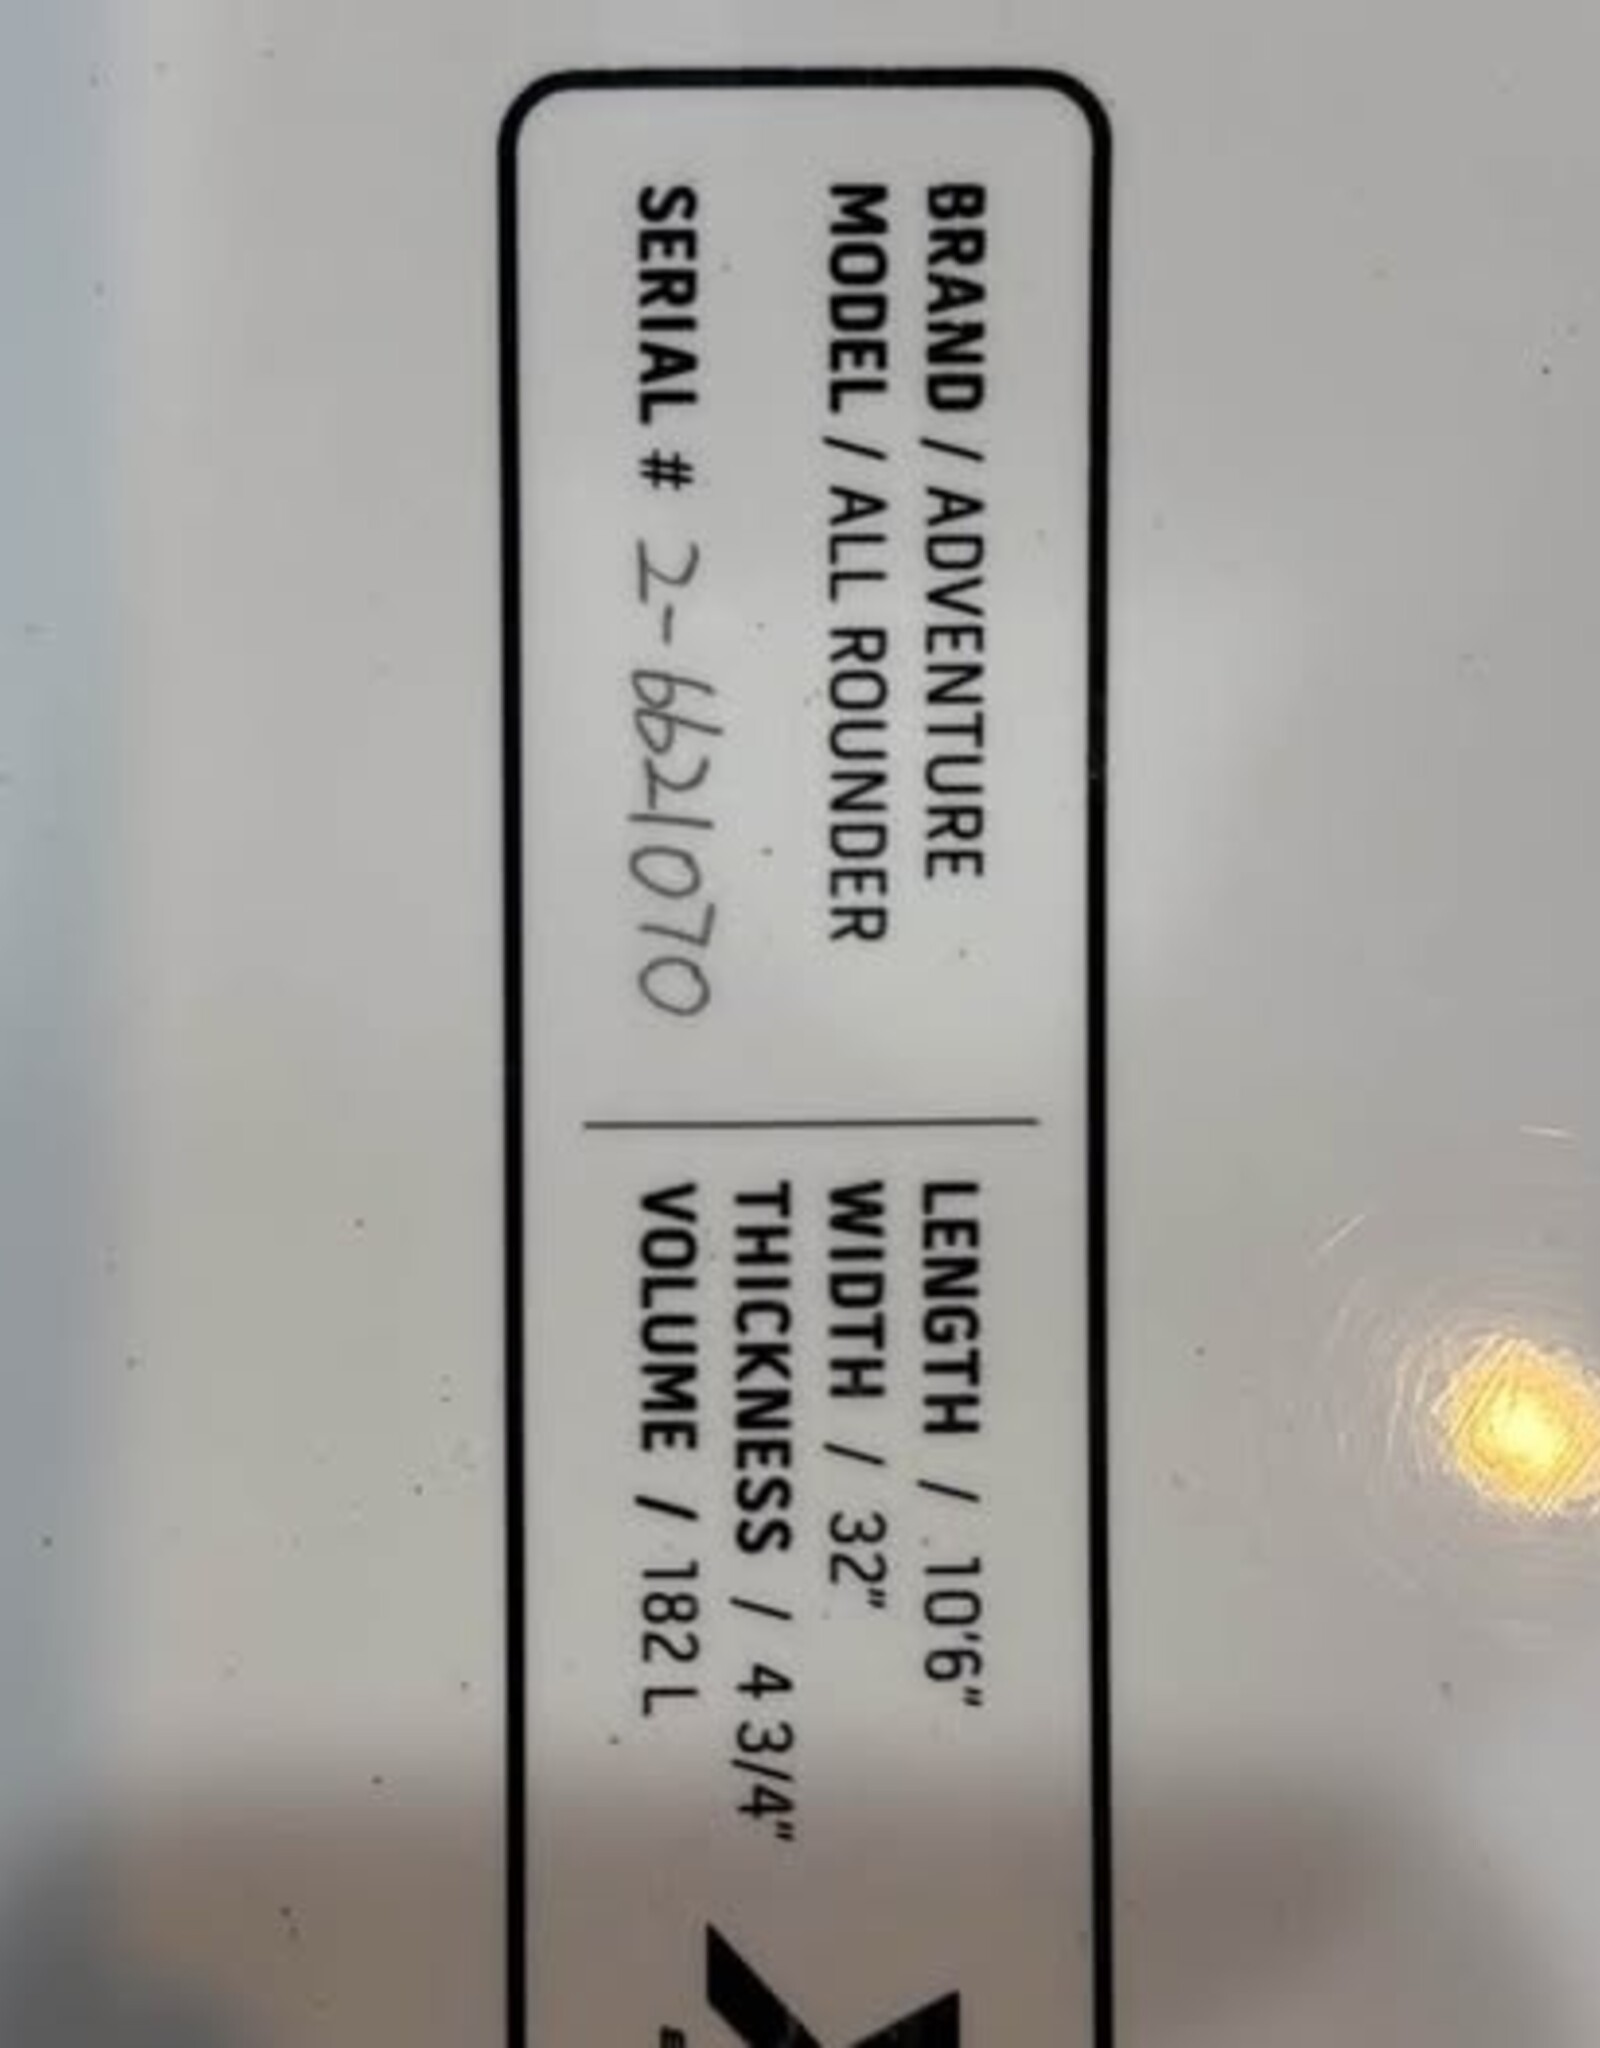 BRAND / ADVENTURE
MODEL / ALL ROUNDER
SERIAL # 2-6621070
LENGTH / 10'6"
WIDTH / 32"
THICKNESS / 4 3/4"
VOLUME / 182 L